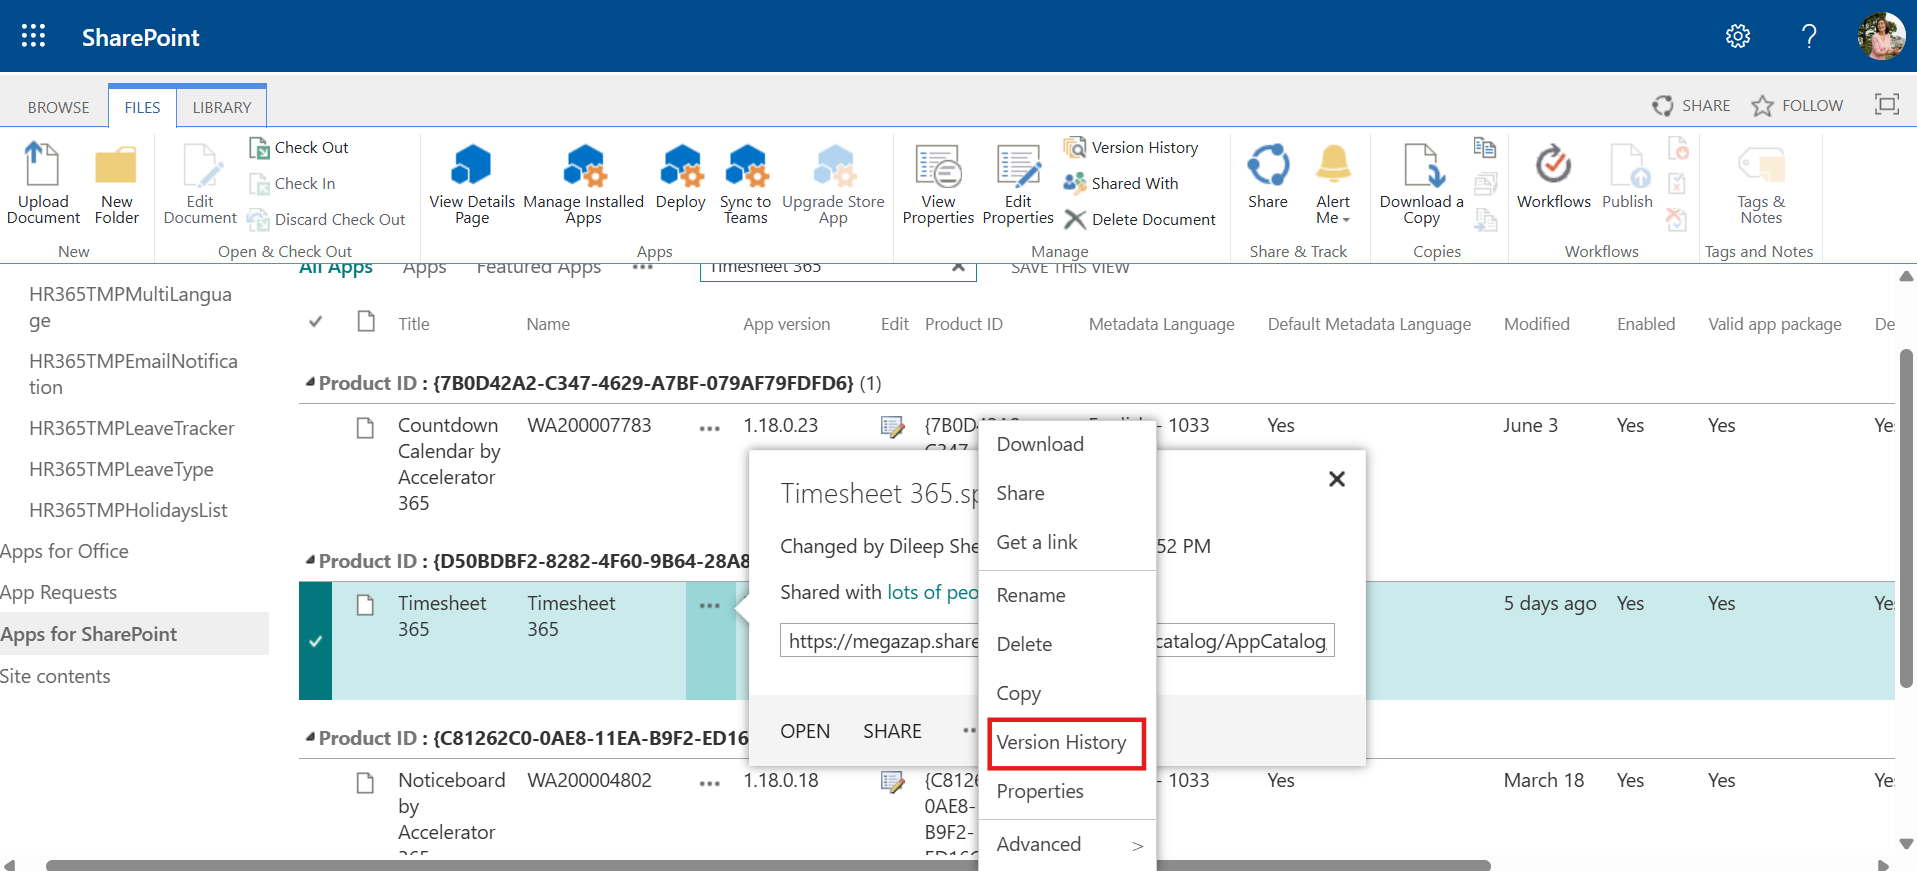 SharePoint
?
BROWSE FILES LIBRARY SHARE FOLLOW
Upload Document
New Folder
New
Edit Document
Check Out
Check In
Discard Check Out
Open & Check Out
View Details Page
Manage Installed Apps
Deploy
Sync to Teams
Upgrade Store App
Apps
View Properties
Edit Properties
Version History
Shared With
Delete Document
Manage
Share
Alert Me
Share & Track
Download a Copy
Copies
Workflows
Publish
Workflows
Tags & Notes
Tags and Notes
All Apps Apps Featured Apps ... Timesheet 365 SAVE THIS VIEW
HR365TMPMultiLangua
ge
HR365TMPEmailNotifica
tion
HR365TMPLeaveTracker
HR365TMPLeaveType
HR365TMPHolidaysList
Apps for Office
App Requests
Apps for SharePoint
Site contents
Title Name App version Edit Product ID Metadata Language Default Metadata Language Modified Enabled Valid app package De
Product ID : {7B0D42A2-C347-4629-A7BF-079AF79FDFD6} (1)
Countdown WA200007783 ... 1.18.0.23 - 1033 Yes June 3 Yes Yes Ye
Calendar by
Accelerator
365
Product ID : {D50BDBF2-8282-4F60-9B64-28A8
Timesheet Timesheet ... 5 days ago Yes Yes Ye
365 365
Product ID : {C81262C0-0AE8-11EA-B9F2-ED16
Noticeboard WA200004802 ... 1.18.0.18 {C8126 - 1033 Yes March 18 Yes Yes Ye
by 0AE8-
Accelerator B9F2-
Timesheet 365.sp
Changed by Dileep She 52 PM
Shared with lots of peo
https://megazap.share catalog/AppCatalog
OPEN SHARE
Download
Share
Get a link
Rename
Delete
Copy
Version History
Properties
Advanced >